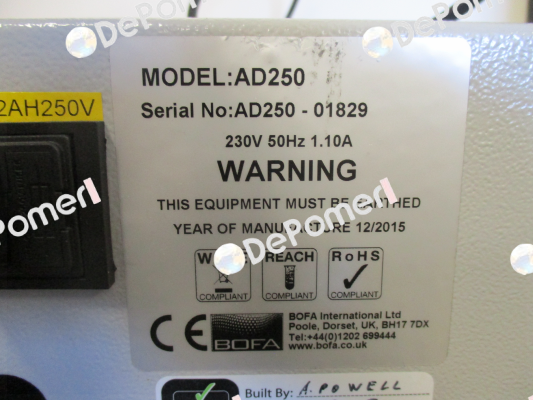 DePomerl
2AH250V
MODEL:AD250
Serial No:AD250 - 01829
230V 50Hz 1.10A
WARNING
THIS EQUIPMENT MUST BE EARTHED
YEAR OF MANUFACTURE 12/2015
DePomerl
DePomerl
REACH
RoHS
COMPLIANT
COMPLIANT
COMPLIANT
CE
BOFA
BOFA International Ltd
Poole, Dorset, UK, BH17 7DX
Tel:+44(0)1202 699444
www.bofa.co.uk
Built By: A. POWELL